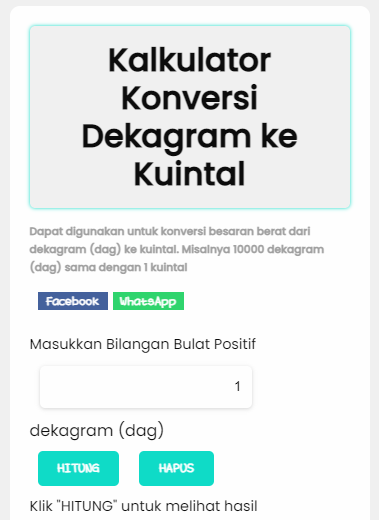 Kalkulator
Konversi
Dekagram ke
Kuintal
Dapat digunakan untuk konversi besaran berat dari
dekagram (dag) ke kuintal. Misalnya 10000 dekagram
(dag) sama dengan 1 kuintal
Facebook WhatsApp
Masukkan Bilangan Bulat Positif
1
dekagram (dag)
HITUNG HAPUS
Klik "HITUNG" untuk melihat hasil